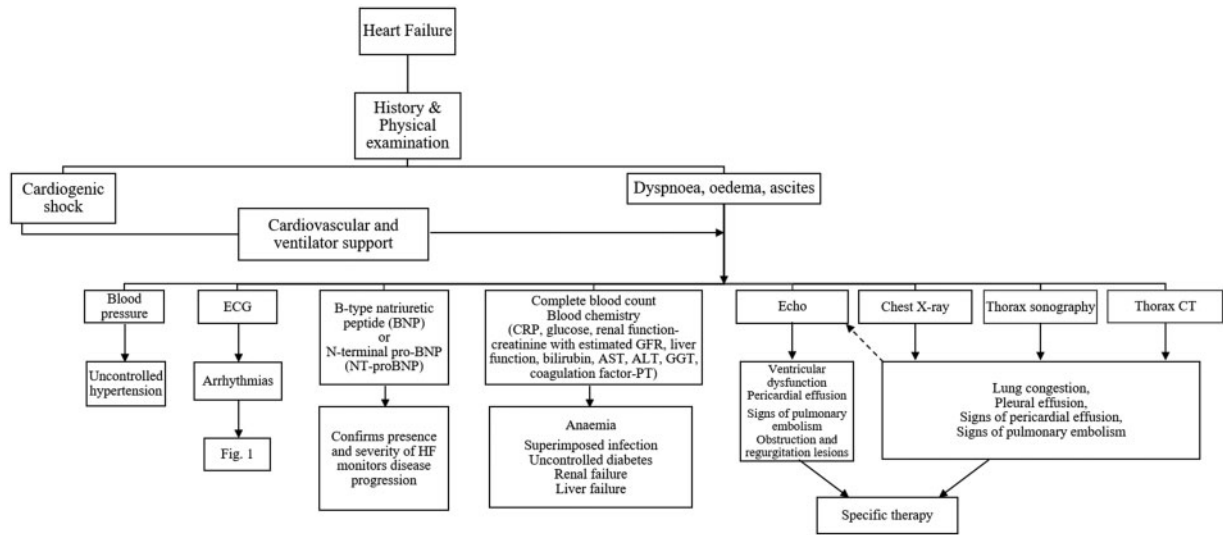 Heart Failure
History &
Physical
examination
Cardiogenic
shock
Dyspnoea, oedema, ascites
Cardiovascular and
ventilator support
Blood
pressure
ECG
B-type natriuretic
peptide (BNP)
or
N-terminal pro-BNP
(NT-proBNP)
Complete blood count
Blood chemistry
(CRP, glucose, renal function-
creatinine with estimated GFR, liver
function, bilirubin, AST, ALT, GGT,
coagulation factor-PT)
Echo
Chest X-ray
Thorax sonography
Thorax CT
Uncontrolled
hypertension
Arrhythmias
Fig. 1
Confirms presence
and severity of HF
monitors disease
progression
Anaemia
Superimposed infection
Uncontrolled diabetes
Renal failure
Liver failure
Ventricular
dysfunction
Pericardial effusion
Signs of pulmonary
embolism
Obstruction and
regurgitation lesions
Lung congestion,
Pleural effusion,
Signs of pericardial effusion,
Signs of pulmonary embolism
Specific therapy